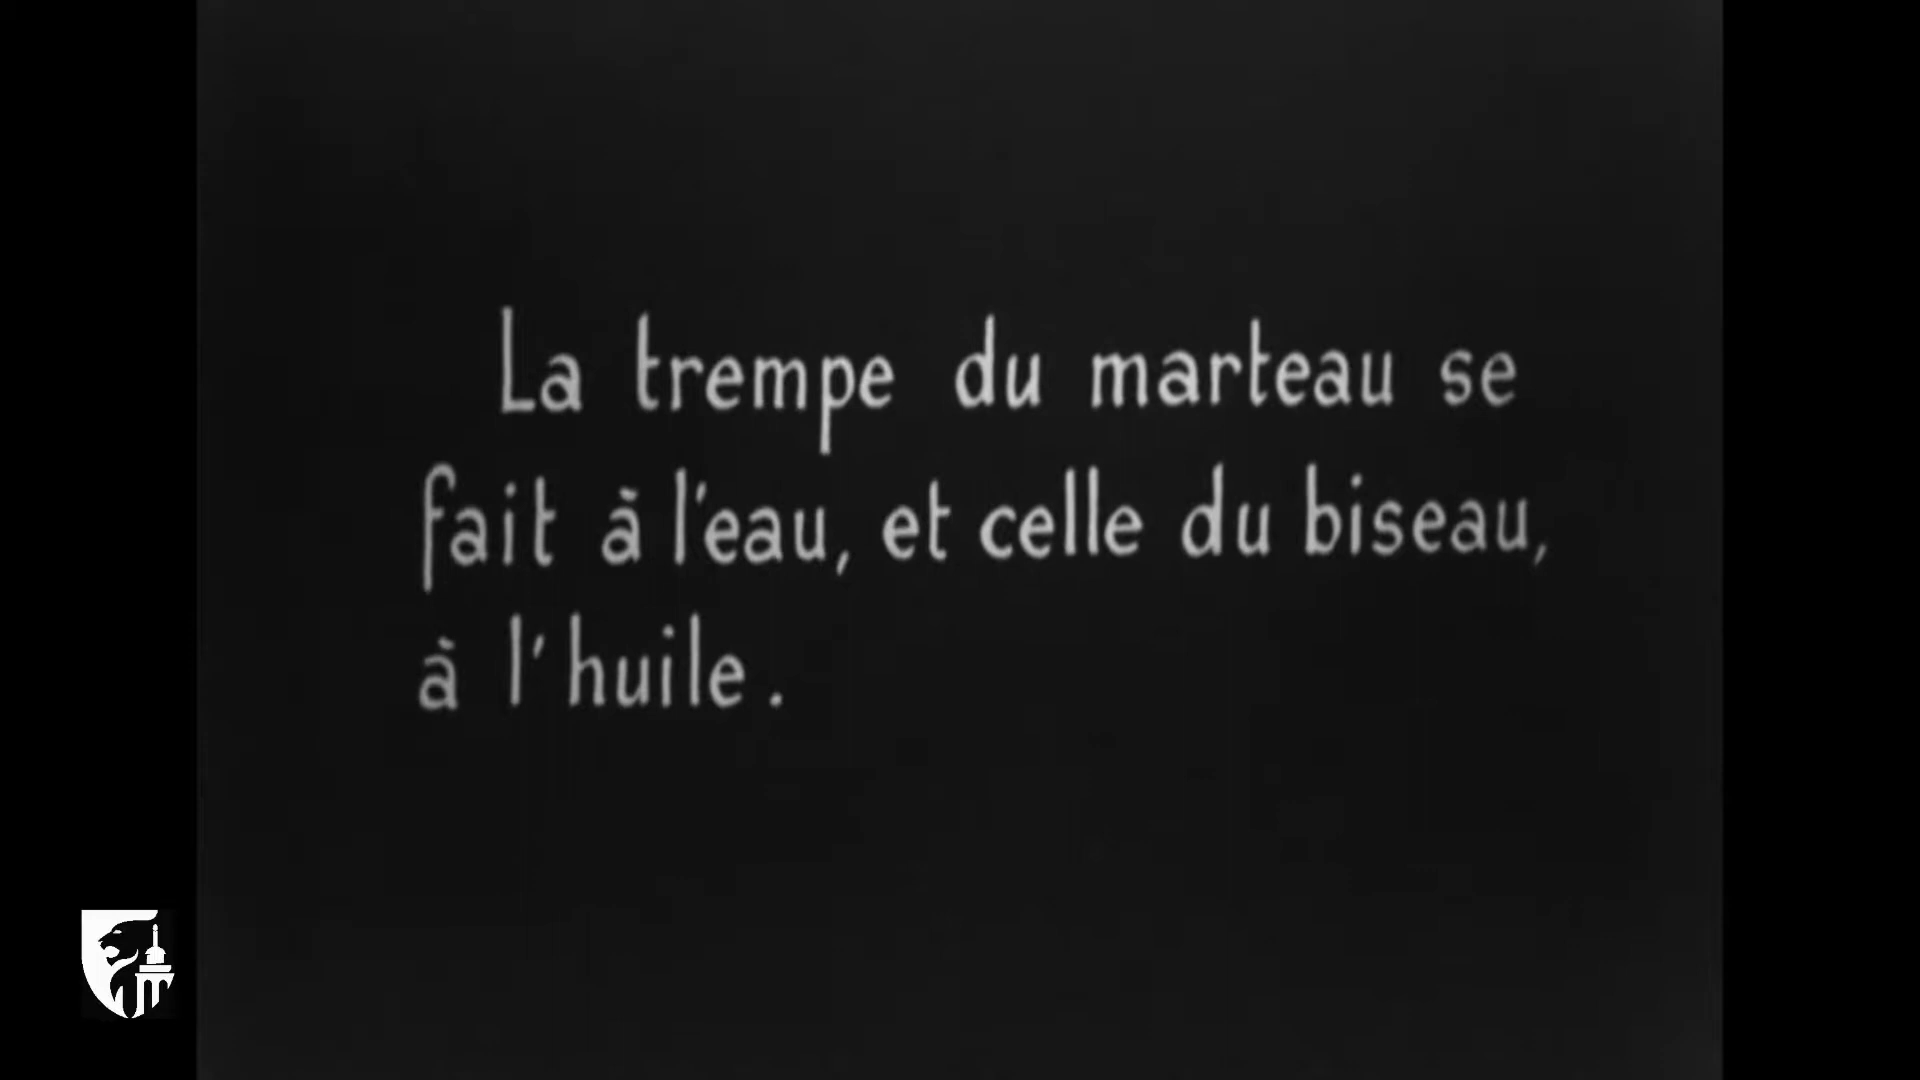 La trempe du marteau se
fait à l'eau, et celle du biseau,
à l'huile.